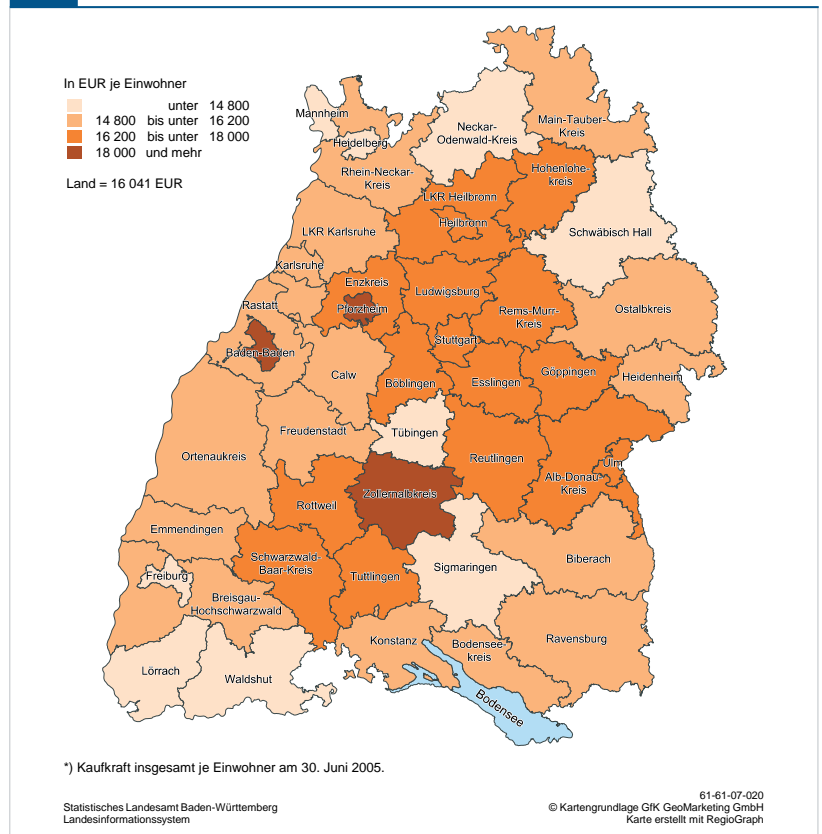 In EUR je Einwohner
unter 14 800
14 800 bis unter 16 200
16 200 bis unter 18 000
18 000 und mehr
Land = 16 041 EUR
Mannheim
Heidelberg
Rhein-Neckar-
Kreis
Neckar-
Odenwald-Kreis
Main-Tauber-
Kreis
Hohenlohe-
kreis
LKR Heilbronn
Heilbronn
Schwäbisch Hall
LKR Karlsruhe
Karlsruhe
Enzkreis
Pforzheim
Ludwigsburg
Rems-Murr-
Kreis
Ostalbkreis
Rastatt
Baden-Baden
Stuttgart
Calw
Böblingen
Esslingen
Göppingen
Heidenheim
Freudenstadt
Tübingen
Ortenaukreis
Reutlingen
Alb-Donau-
Kreis
Ulm
Zollernalbkreis
Rottweil
Emmendingen
Schwarzwald-
Baar-Kreis
Tuttlingen
Sigmaringen
Biberach
Freiburg
Breisgau-
Hochschwarzwald
Konstanz
Bodensee-
kreis
Ravensburg
Lörrach
Waldshut
Bodensee
*) Kaufkraft insgesamt je Einwohner am 30. Juni 2005.
Statistisches Landesamt Baden-Württemberg
Landesinformationssystem
61-61-07-020
© Kartengrundlage GfK GeoMarketing GmbH
Karte erstellt mit RegioGraph